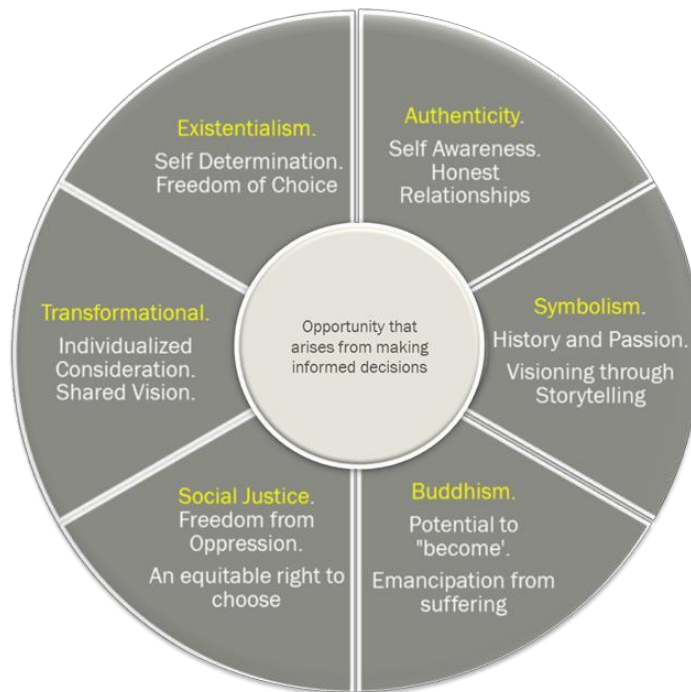 Existentialism.
Self Determination.
Freedom of Choice
Authenticity.
Self Awareness.
Honest
Relationships
Transformational.
Individualized
Consideration.
Shared Vision.
Opportunity that
arises from making
informed decisions
Symbolism.
History and Passion.
Visioning through
Storytelling
Social Justice.
Freedom from
Oppression.
An equitable right to
choose
Buddhism.
Potential to
"become'.
Emancipation from
suffering